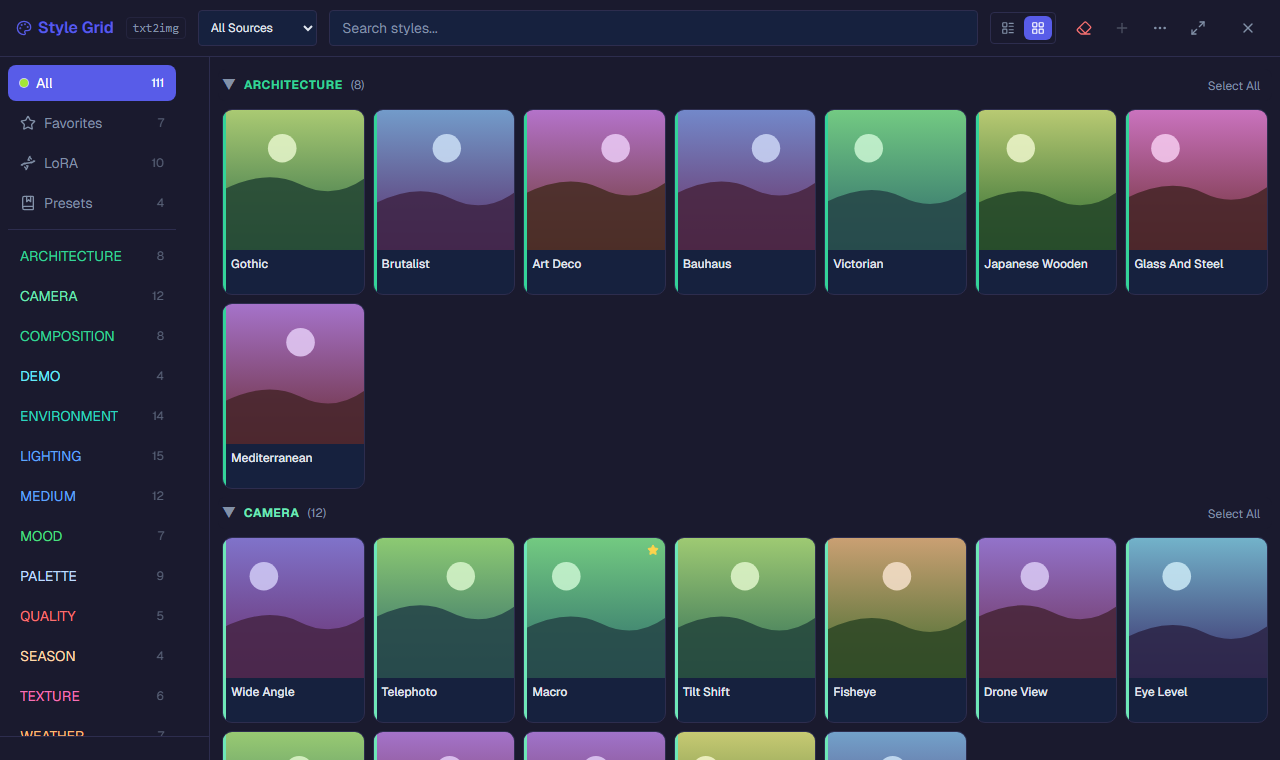 Style Grid
txt2img
All Sources
Search styles...
All 111
Favorites 7
LoRA 10
Presets 4
ARCHITECTURE 8
CAMERA 12
COMPOSITION 8
DEMO 4
ENVIRONMENT 14
LIGHTING 15
MEDIUM 12
MOOD 7
PALETTE 9
QUALITY 5
SEASON 4
TEXTURE 6
WEATHER 7
ARCHITECTURE (8)
Select All
Gothic
Brutalist
Art Deco
Bauhaus
Victorian
Japanese Wooden
Glass And Steel
Mediterranean
CAMERA (12)
Select All
Wide Angle
Telephoto
Macro
Tilt Shift
Fisheye
Drone View
Eye Level